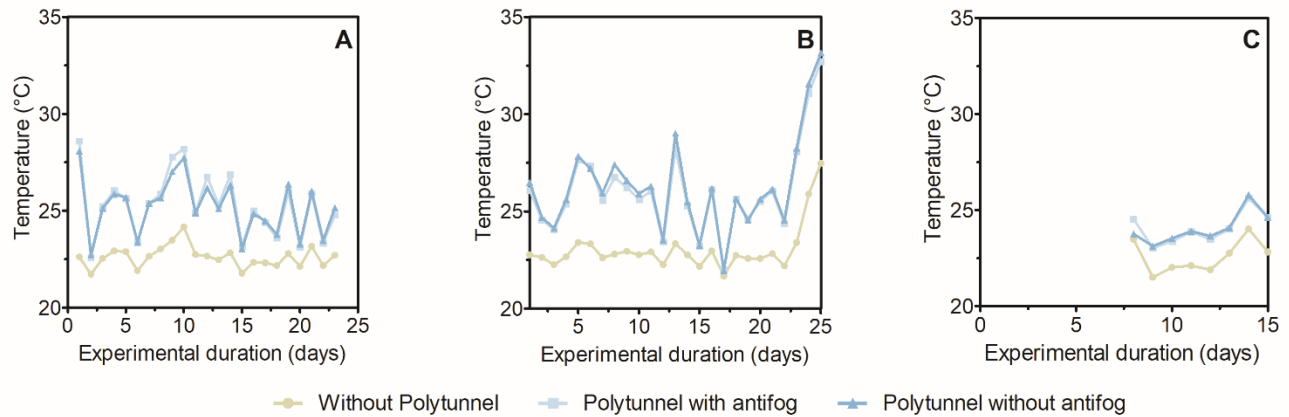 35
30
25
20
Temperature (°C)
0
5
10
15
20
25
Experimental duration (days)
A
35
30
25
20
Temperature (°C)
5
10
15
20
25
Experimental duration (days)
B
35
30
25
20
Temperature (°C)
0
5
10
15
Experimental duration (days)
C
Without Polytunnel
Polytunnel with antifog
Polytunnel without antifog